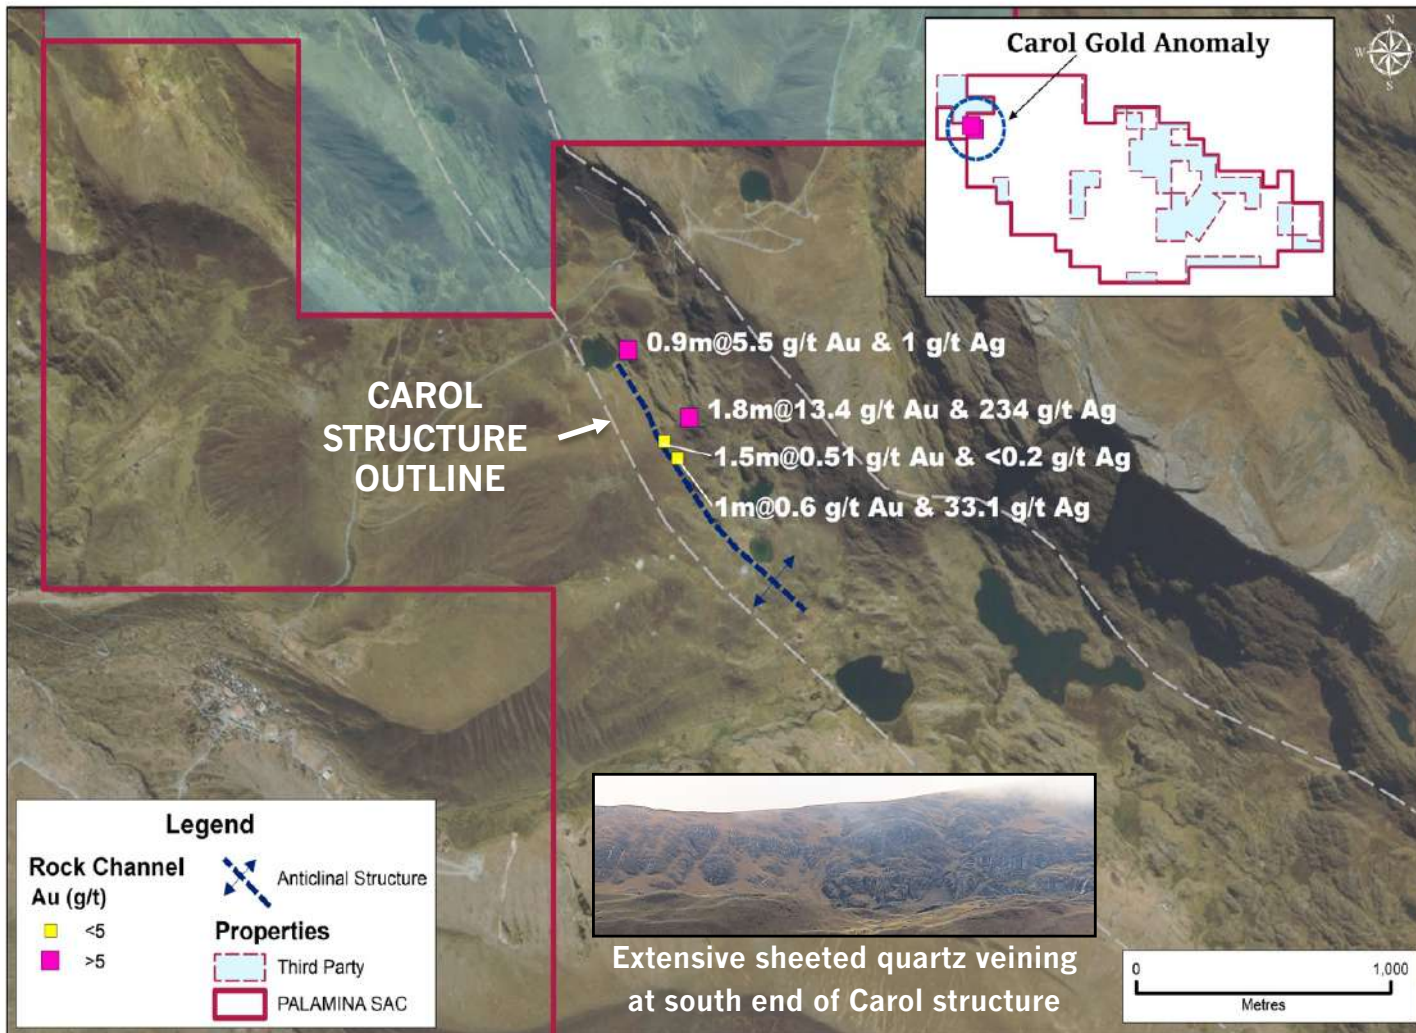 Carol Gold Anomaly
N
W
S
0.9m@5.5 g/t Au & 1 g/t Ag
CAROL
STRUCTURE
OUTLINE
1.8m@13.4 g/t Au & 234 g/t Ag
1.5m@0.51 g/t Au & <0.2 g/t Ag
1m@0.6 g/t Au & 33.1 g/t Ag
Legend
Rock Channel
Au (g/t)
<5
>5
Anticlinal Structure
Properties
Third Party
PALAMINA SAC
Extensive sheeted quartz veining
at south end of Carol structure
0 1,000
Metres